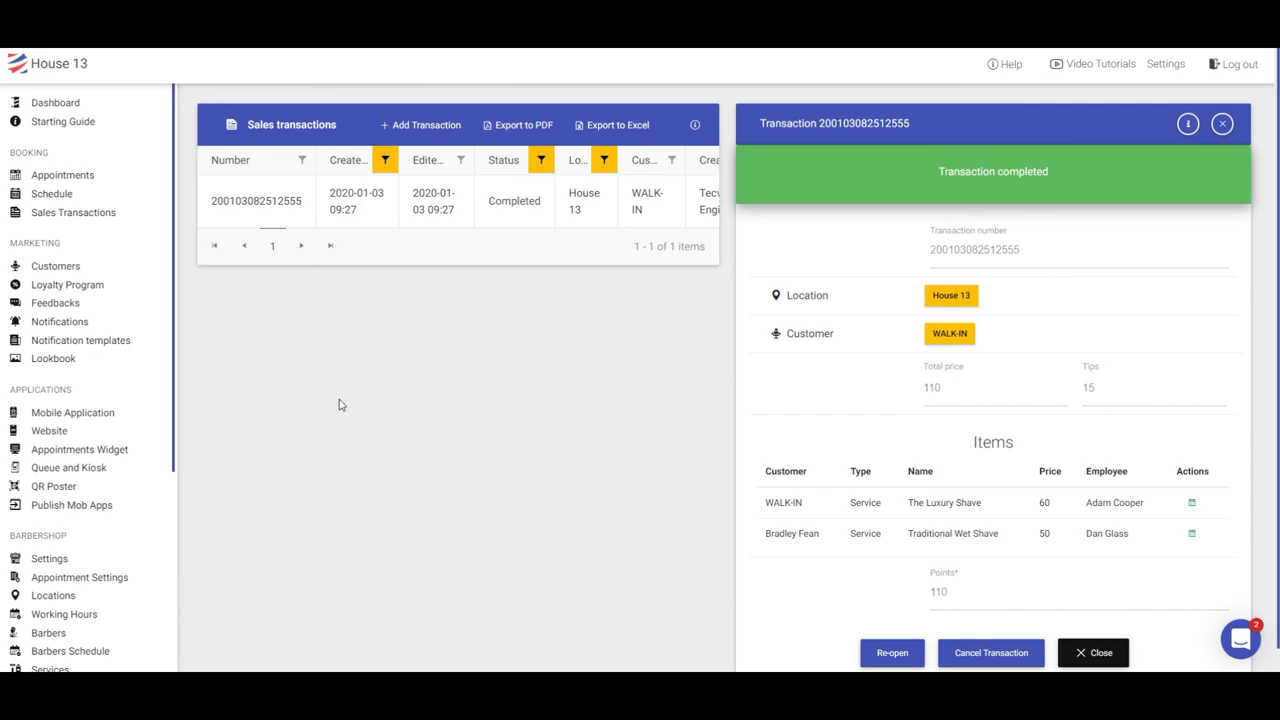 House 13
Help
Video Tutorials
Settings
Log out
Dashboard
Starting Guide
BOOKING
Appointments
Schedule
Sales Transactions
MARKETING
Customers
Loyalty Program
Feedbacks
Notifications
Notification templates
Lookbook
APPLICATIONS
Mobile Application
Website
Appointments Widget
Queue and Kiosk
QR Poster
Publish Mob Apps
BARBERSHOP
Settings
Appointment Settings
Locations
Working Hours
Barbers
Barbers Schedule
Services
Sales transactions
+ Add Transaction
Export to PDF
Export to Excel
Number Create... Edite... Status Lo... Cus... Crea
200103082512555 2020-01-03 09:27 2020-01-03 09:27 Completed House 13 WALK-IN Engi
1
1 - 1 of 1 items
Transaction 200103082512555
Transaction completed
Transaction number
200103082512555
Location House 13
Customer WALK-IN
Total price Tips
110 15
Items
Customer Type Name Price Employee Actions
WALK-IN Service The Luxury Shave 60 Adam Cooper
Bradley Fean Service Traditional Wet Shave 50 Dan Glass
Points*
110
Re-open
Cancel Transaction
Close
2